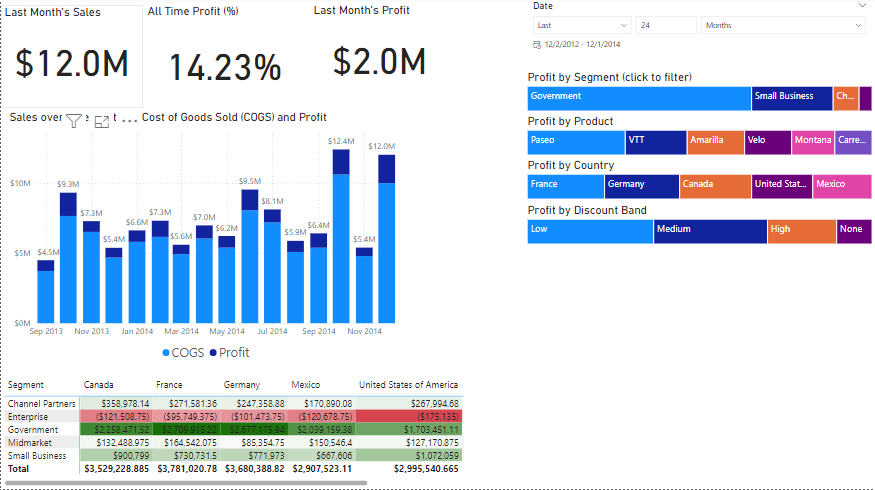 Last Month's Sales
$12.0M
All Time Profit (%)
14.23%
Last Month's Profit
$2.0M
Date
Last 24 Months
12/2/2012 - 12/1/2014
Sales over t Cost of Goods Sold (COGS) and Profit
$12.4M
$12.0M
$9.3M
$9.5M
$8.1M
$7.3M
$7.3M
$7.0M
$6.6M
$6.2M
$6.4M
$5.9M
$5.6M
$5.4M
$5.4M
$4.5M
$10M
$5M
$0M
Sep 2013 Nov 2013 Jan 2014 Mar 2014 May 2014 Jul 2014 Sep 2014 Nov 2014
COGS Profit
Profit by Segment (click to filter)
Government Small Business Ch...
Profit by Product
Paseo VTT Amarilla Velo Montana Carre...
Profit by Country
France Germany Canada United Stat... Mexico
Profit by Discount Band
Low Medium High None
Segment Canada France Germany Mexico United States of America
Channel Partners $358,978.14 $271,581.36 $247,358.88 $170,890.08 $267,994.68
Enterprise ($121,508.75) ($95,749.375) ($101,473.75) ($120,678.75) ($175,135)
Government $2,258,471.52 $2,039,159.38 $1,703,451.11
Midmarket $132,488.975 $164,542.075 $85,354.75 $150,546.4 $127,170.875
Small Business $900,799 $730,731.5 $771,973 $667,606 $1,072,059
Total $3,529,228.885 $3,781,020.78 $3,680,388.82 $2,907,523.11 $2,995,540.665